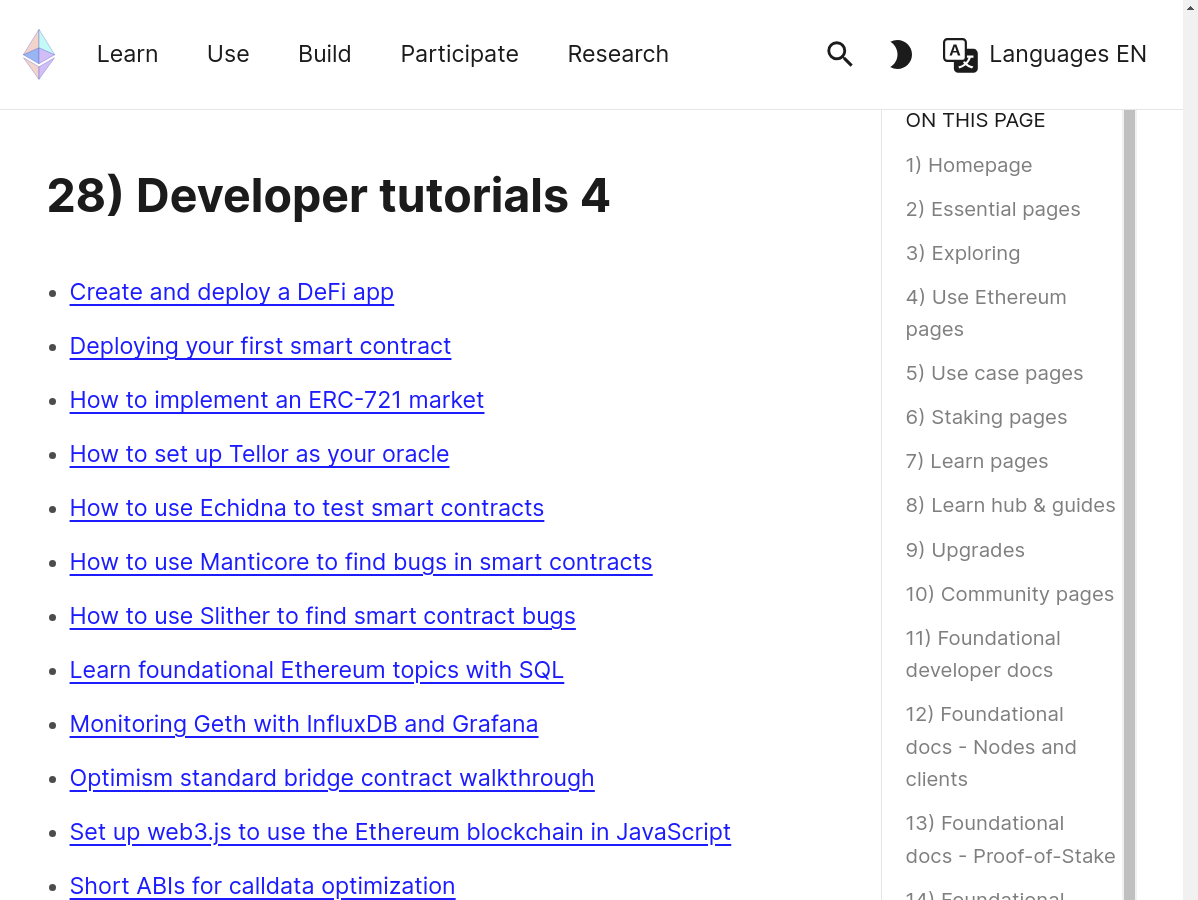 Learn Use Build Participate Research Languages EN
28) Developer tutorials 4
Create and deploy a DeFi app
Deploying your first smart contract
How to implement an ERC-721 market
How to set up Tellor as your oracle
How to use Echidna to test smart contracts
How to use Manticore to find bugs in smart contracts
How to use Slither to find smart contract bugs
Learn foundational Ethereum topics with SQL
Monitoring Geth with InfluxDB and Grafana
Optimism standard bridge contract walkthrough
Set up web3.js to use the Ethereum blockchain in JavaScript
Short ABIs for calldata optimization
ON THIS PAGE
1) Homepage
2) Essential pages
3) Exploring
4) Use Ethereum
pages
5) Use case pages
6) Staking pages
7) Learn pages
8) Learn hub & guides
9) Upgrades
10) Community pages
11) Foundational
developer docs
12) Foundational
docs - Nodes and
clients
13) Foundational
docs - Proof-of-Stake
14) Foundational